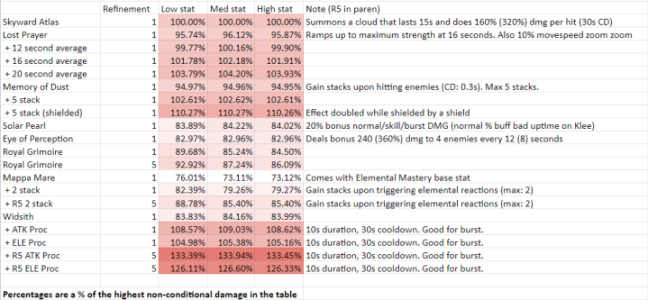 Refinement Low stat Med stat High stat Note (R5 in paren)
Skyward Atlas 1 100.00% 100.00% 100.00% Summons a cloud that lasts 15s and does 160% (320%) dmg per hit (30s CD)
Lost Prayer 1 95.74% 96.12% 95.87% Ramps up to maximum strength at 16 seconds. Also 10% movespeed zoom zoom
+ 12 second average 1 99.77% 100.16% 99.90%
+ 16 second average 1 101.78% 102.18% 101.91%
+ 20 second average 1 103.79% 104.20% 103.93%
Memory of Dust 1 94.97% 94.96% 94.95% Gain stacks upon hitting enemies (CD: 0.3s). Max 5 stacks.
+ 5 stack 1 102.61% 102.62% 102.61%
+ 5 stack (shielded) 1 110.27% 110.27% 110.26% Effect doubled while shielded by a shield
Solar Pearl 1 83.89% 84.22% 84.02% 20% bonus normal/skill/burst DMG (normal % buff bad uptime on Klee)
Eye of Perception 1 82.97% 82.96% 82.96% Deals bonus 240 (360%) dmg to 4 enemies every 12 (8) seconds
Royal Grimoire 1 89.68% 85.24% 84.50%
Royal Grimoire 5 92.92% 87.24% 86.09%
Mappa Mare 1 76.01% 73.11% 73.12% Comes with Elemental Mastery base stat
+ 2 stack 1 82.39% 79.26% 79.27% Gain stacks upon triggering elemental reactions (max: 2)
+ R5 2 stack 5 88.78% 85.40% 85.40% Gain stacks upon triggering elemental reactions (max: 2)
Widsith 1 83.83% 84.16% 83.99%
+ ATK Proc 1 108.57% 109.03% 108.62% 10s duration, 30s cooldown. Good for burst.
+ ELE Proc 1 104.98% 105.38% 105.16% 10s duration, 30s cooldown. Good for burst.
+ R5 ATK Proc 5 133.39% 133.94% 133.45% 10s duration, 30s cooldown. Good for burst.
+ R5 ELE Proc 5 126.11% 126.60% 126.33% 10s duration, 30s cooldown. Good for burst.
Percentages are a % of the highest non-conditional damage in the table